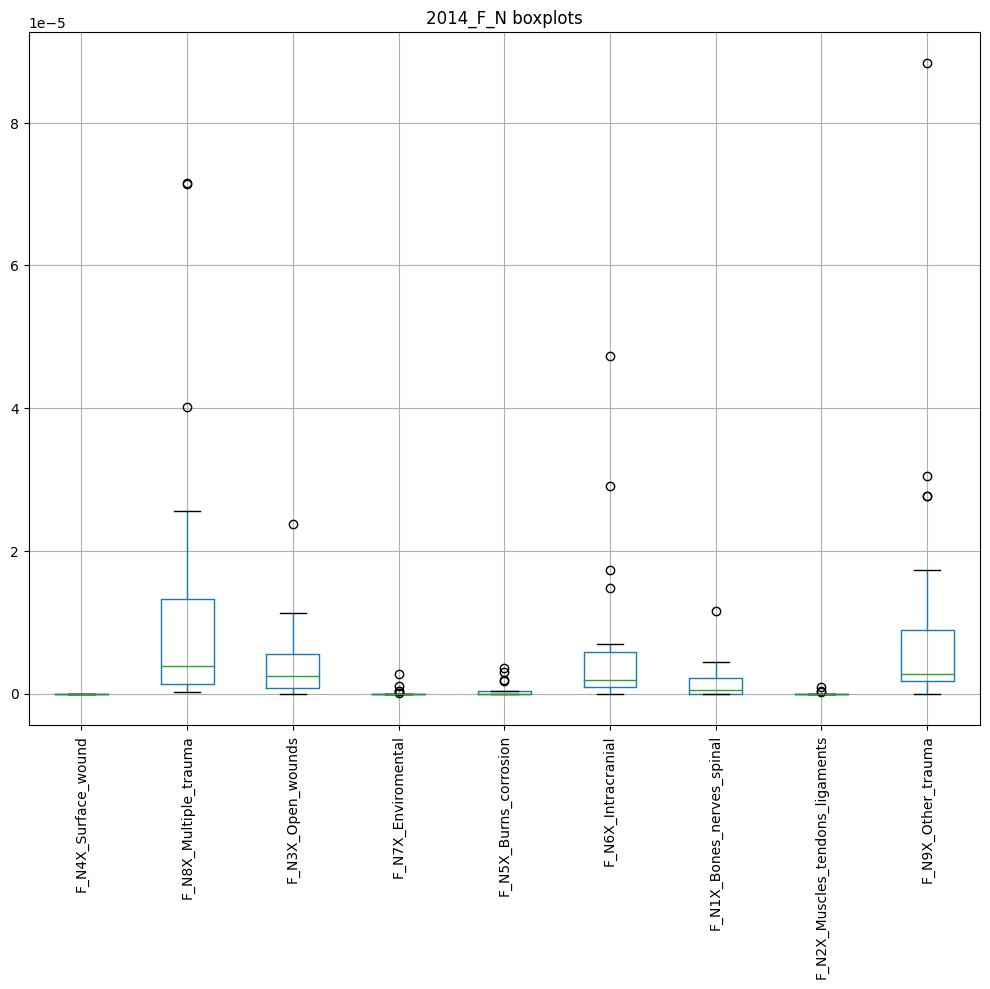 2014_F_N boxplots
1e−5
8
6
4
2
0
F_N4X_Surface_wound
F_N8X_Multiple_trauma
F_N3X_Open_wounds
F_N7X_Enviromental
F_N5X_Burns_corrosion
F_N6X_Intracranial
F_N1X_Bones_nerves_spinal
F_N2X_Muscles_tendons_ligaments
F_N9X_Other_trauma